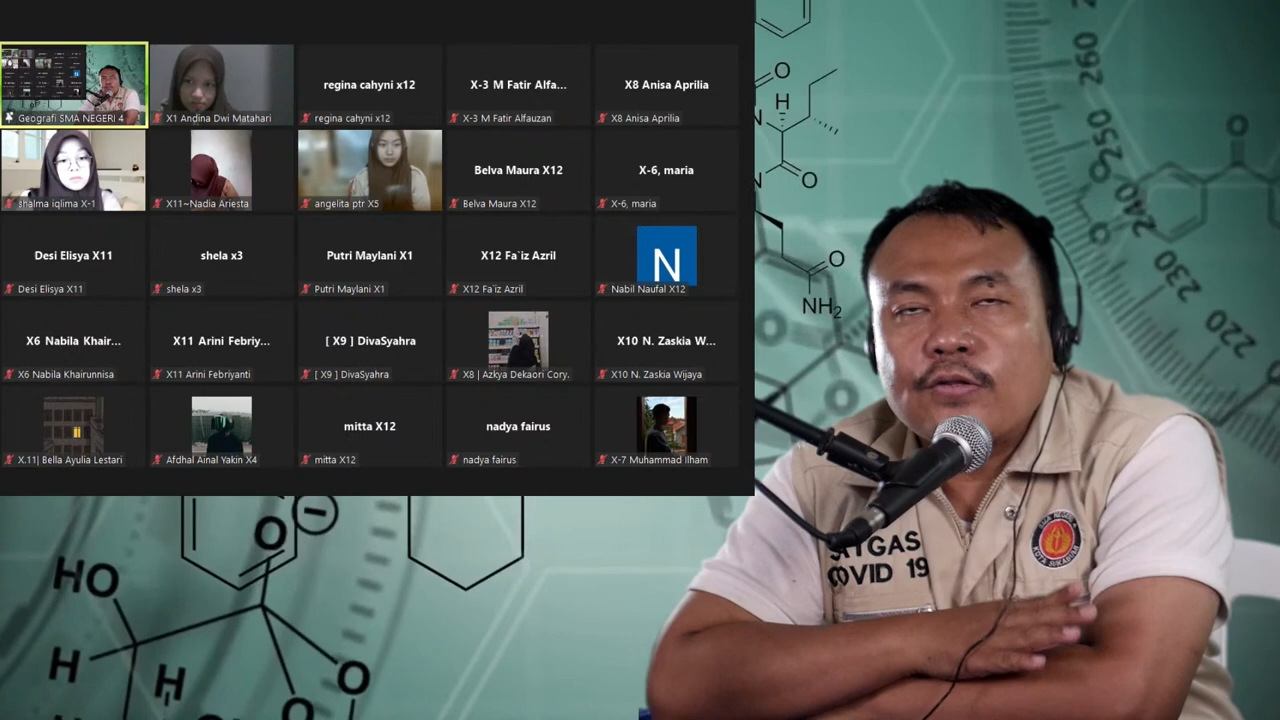 Geografi SMA NEGERI 4
X1 Andina Dwi Matahari
regina cahyni x12
regina cahyni x12
X-3 M Fatir Alfa...
X-3 M Fatir Alfauzan
X8 Anisa Aprilia
X8 Anisa Aprilia
shalma iqlima X-1
X11~Nadia Ariesta
angelita ptr X5
Belva Maura X12
Belva Maura X12
X-6, maria
X-6, maria
Desi Elisya X11
Desi Elisya X11
shela x3
shela x3
Putri Maylani X1
Putri Maylani X1
X12 Fa`iz Azril
X12 Fa`iz Azril
N
Nabil Naufal X12
X6 Nabila Khair...
X6 Nabila Khairunnisa
X11 Arini Febriy...
X11 Arini Febriyanti
[ X9 ] DivaSyahra
[ X9 ] DivaSyahra
X8 | Azkya Dekaori Cory.
X10 N. Zaskia W...
X10 N. Zaskia Wijaya
X.11| Bella Ayulia Lestari
Afdhal Ainal Yakin X4
mitta X12
mitta X12
nadya fairus
nadya fairus
X-7 Muhammad Ilham
O
H
O
O
NH2
260
250
240
230
220
SATGAS
COVID 19
SMA NEGERI 4
KOTA SUKABUMI
O
HO
H
H
O
O